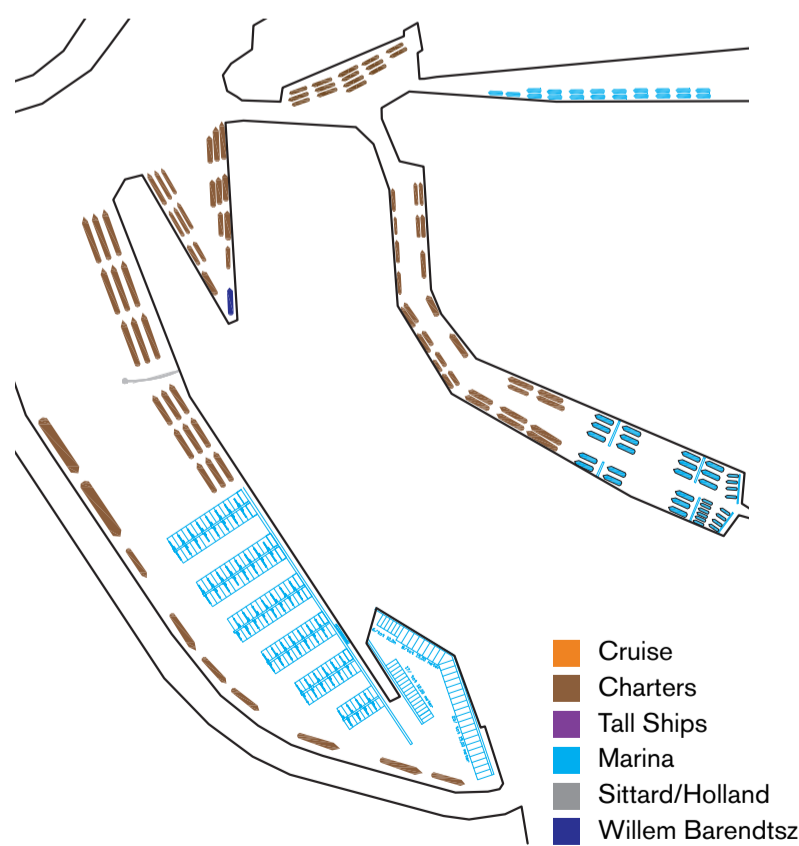 Cruise
Charters
Tall Ships
Marina
Sittard/Holland
Willem Barendtsz